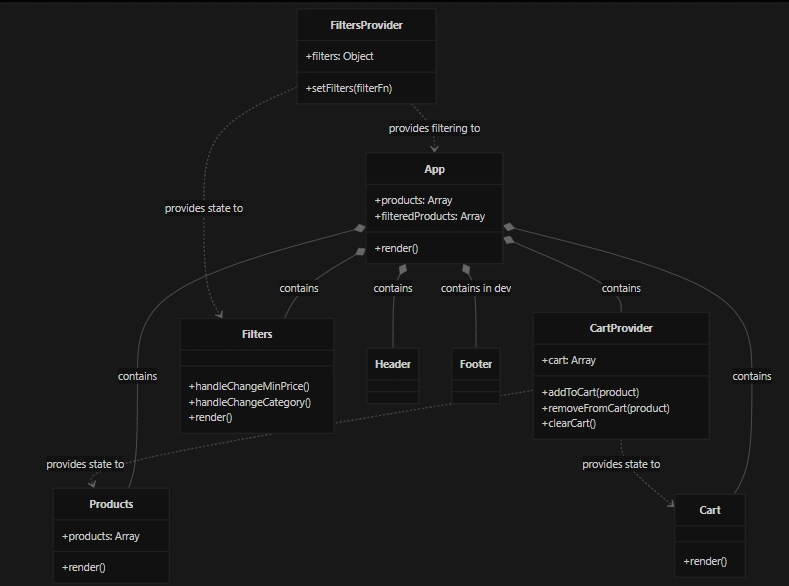 FiltersProvider
+filters: Object
+setFilters(filterFn)
provides filtering to
App
+products: Array
+filteredProducts: Array
+render()
provides state to
contains
contains
contains in dev
contains
Filters
+handleChangeMinPrice()
+handleChangeCategory()
+render()
Header
Footer
CartProvider
+cart: Array
+addToCart(product)
+removeFromCart(product)
+clearCart()
contains
contains
provides state to
provides state to
Products
+products: Array
+render()
Cart
+render()